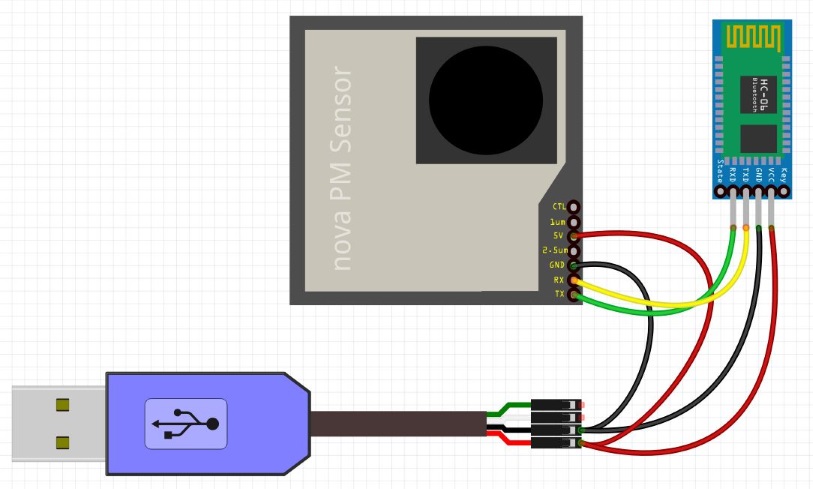 nova PM Sensor
CTL
1um
5V
2.5um
GND
RX
TX
HC-06
Bluetooth
State
RXD
TXD
GND
VCC
Key